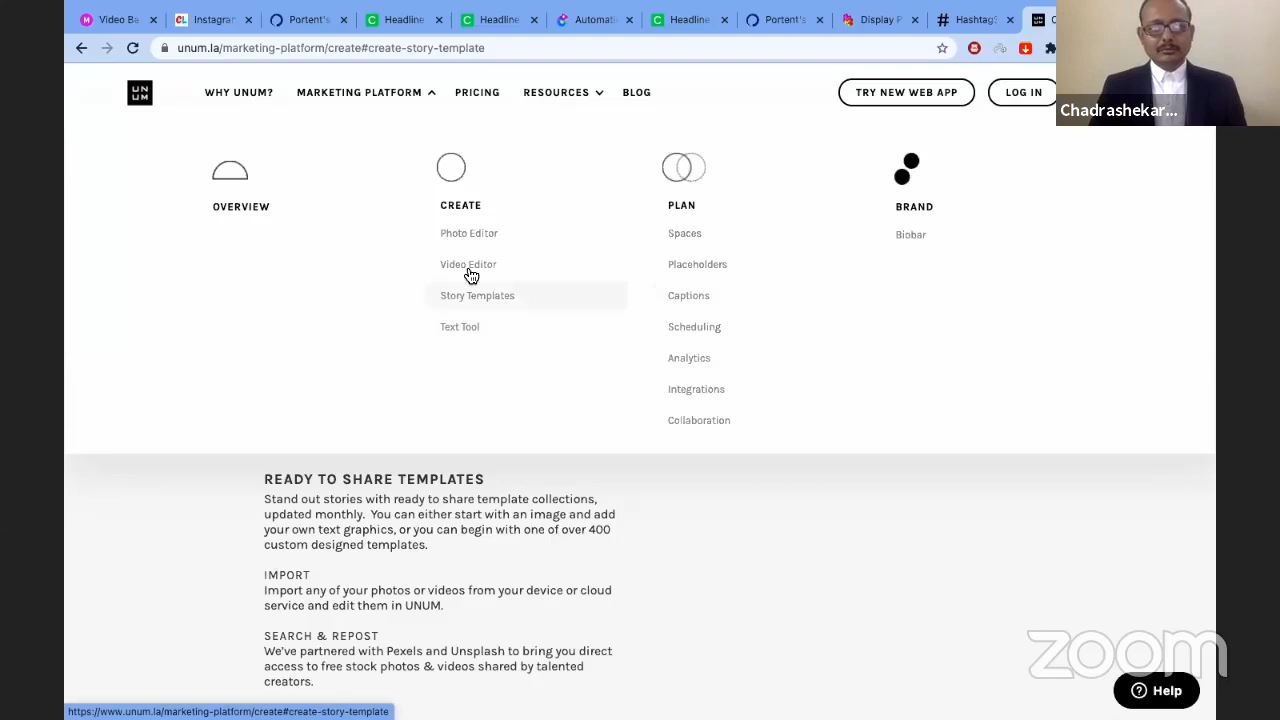 Video Ba
Instagran
Portent's
Headline
Headline
Automati
Headline
Portent's
Display P
HashtagS
unum.la/marketing-platform/create#create-story-template
UN
UM
WHY UNUM?
MARKETING PLATFORM
PRICING
RESOURCES
BLOG
TRY NEW WEB APP
LOG IN
Chadrashekar...
OVERVIEW
CREATE
Photo Editor
Video Editor
Story Templates
Text Tool
PLAN
Spaces
Placeholders
Captions
Scheduling
Analytics
Integrations
Collaboration
BRAND
Biobar
READY TO SHARE TEMPLATES
Stand out stories with ready to share template collections,
updated monthly. You can either start with an image and add
your own text graphics, or you can begin with one of over 400
custom designed templates.
IMPORT
Import any of your photos or videos from your device or cloud
service and edit them in UNUM.
SEARCH & REPOST
We've partnered with Pexels and Unsplash to bring you direct
access to free stock photos & videos shared by talented
creators.
zoom
Help
https://www.unum.la/marketing-platform/create#create-story-template